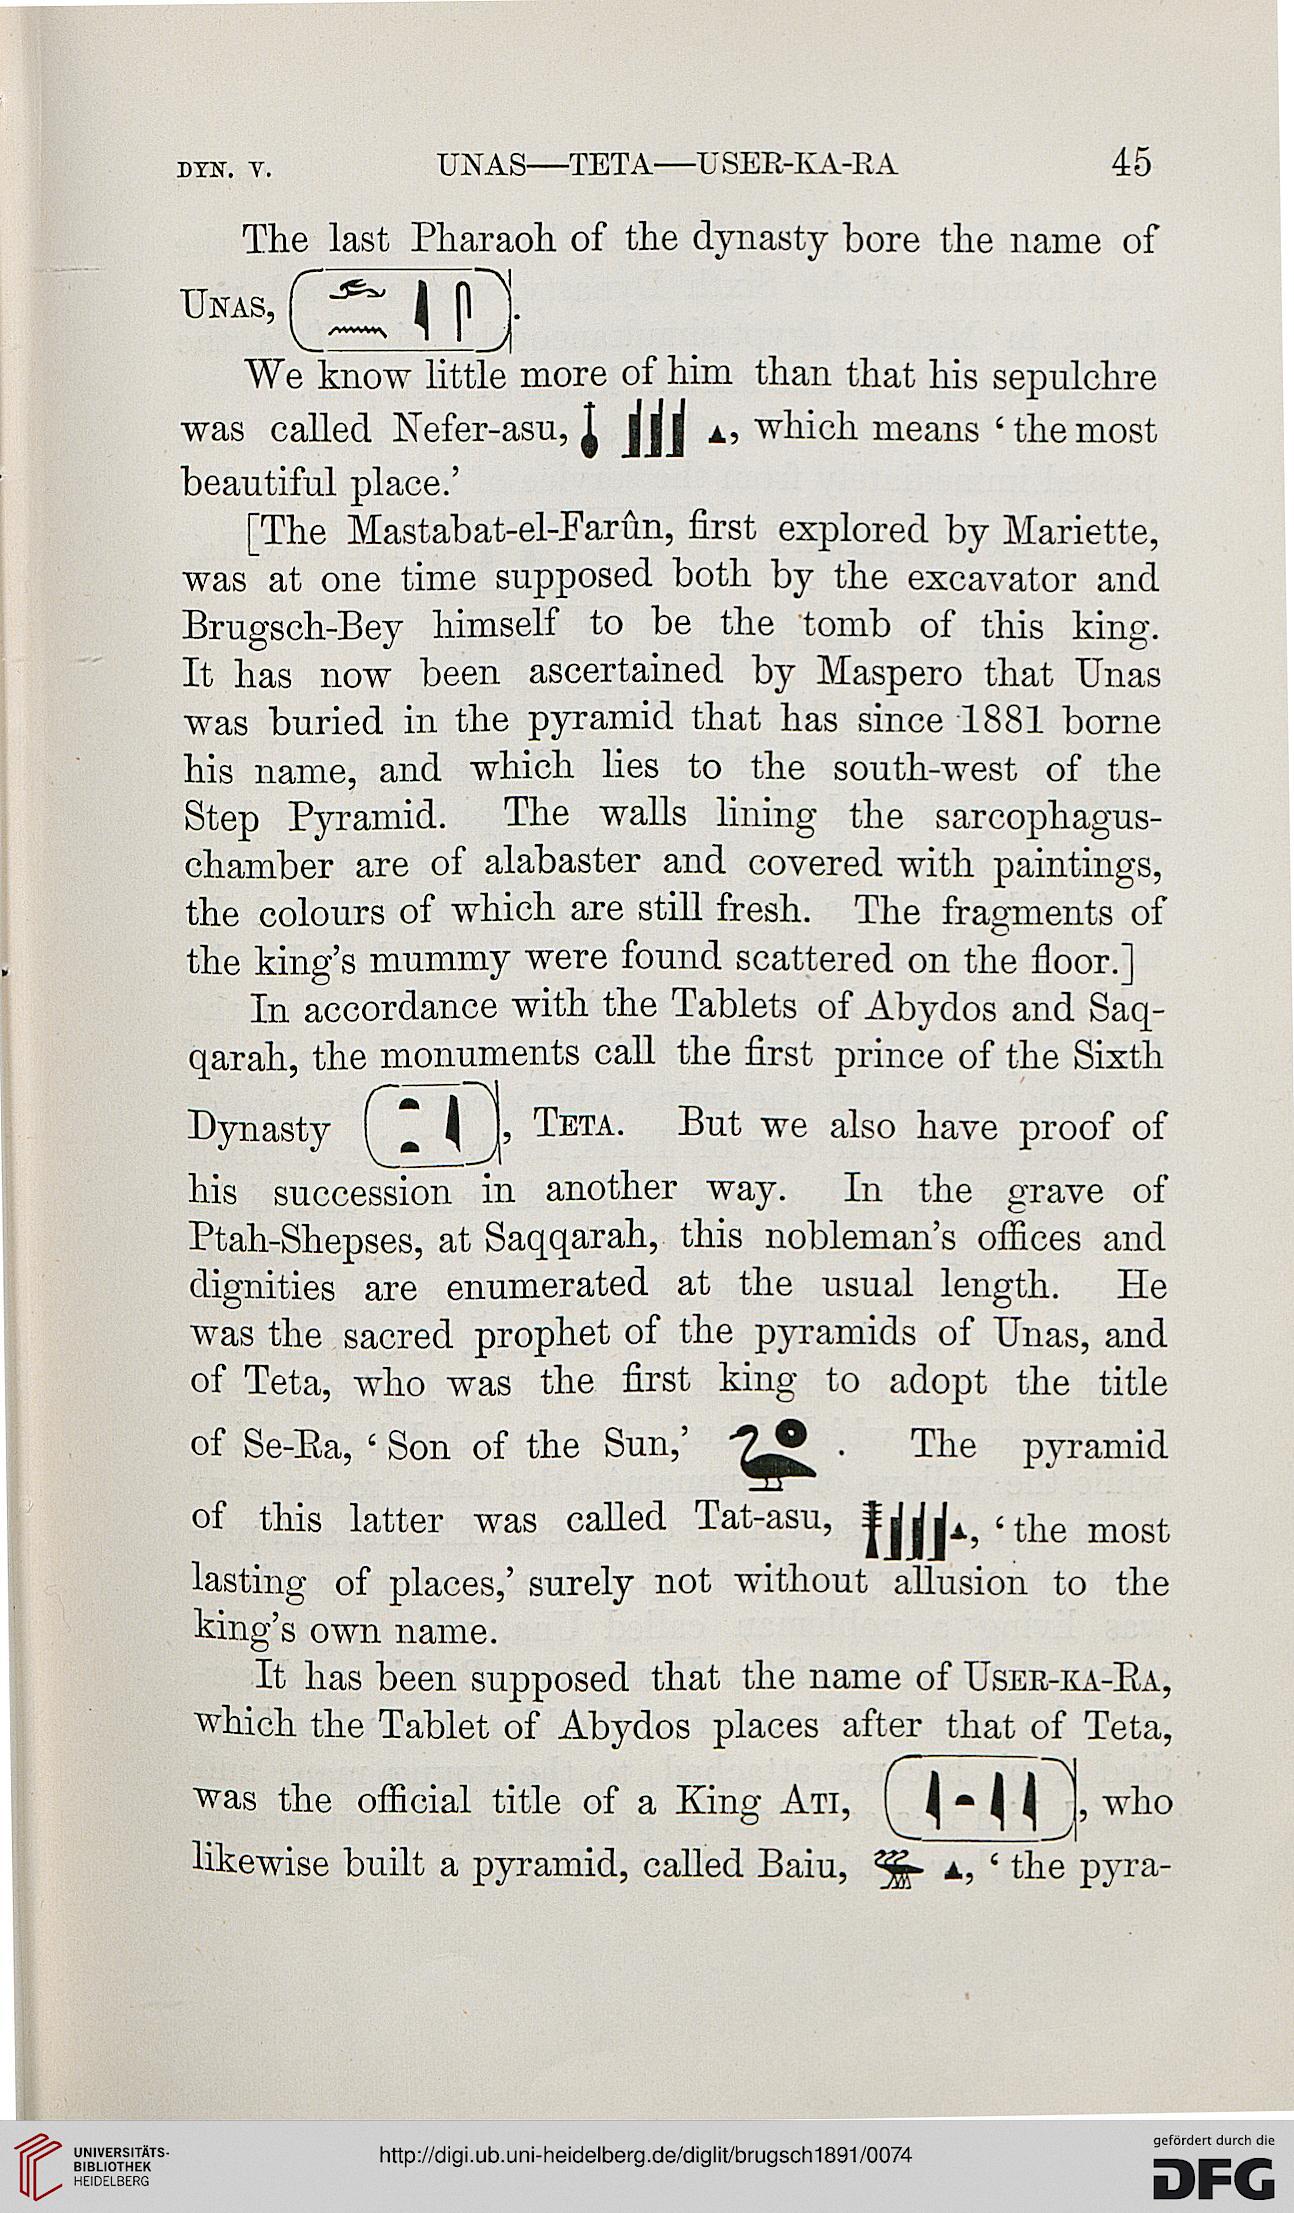 DYN. V. UNAS—TETA—USER-KA-RA 45
The last Pharaoh of the dynasty bore the name of
UNAS, .
We know little more of him than that his sepulchre
was called Nefer-asu, , which means ‘the most
beautiful place.’
[The Mastabat-el-Farûn, first explored by Mariette,
was at one time supposed both by the excavator and
Brugsch-Bey himself to be the tomb of this king.
It has now been ascertained by Maspero that Unas
was buried in the pyramid that has since 1881 borne
his name, and which lies to the south-west of the
Step Pyramid. The walls lining the sarcophagus-
chamber are of alabaster and covered with paintings,
the colours of which are still fresh. The fragments of
the king’s mummy were found scattered on the floor.]
In accordance with the Tablets of Abydos and Saq-
qarah, the monuments call the first prince of the Sixth
Dynasty , TETA. But we also have proof of
his succession in another way. In the grave of
Ptah-Shepses, at Saqqarah, this nobleman’s offices and
dignities are enumerated at the usual length. He
was the sacred prophet of the pyramids of Unas, and
of Teta, who was the first king to adopt the title
of Se-Ra, ‘Son of the Sun,’ . The pyramid
of this latter was called Tat-asu, , ‘the most
lasting of places,’ surely not without allusion to the
king’s own name.
It has been supposed that the name of USER-KA-RA,
which the Tablet of Abydos places after that of Teta,
was the official title of a King ATI, , who
likewise built a pyramid, called Baiu, , ‘the pyra-
UNIVERSITÄTS-
BIBLIOTHEK
HEIDELBERG
http://digi.ub.uni-heidelberg.de/diglit/brugsch1891/0074
gefördert durch die
DFG